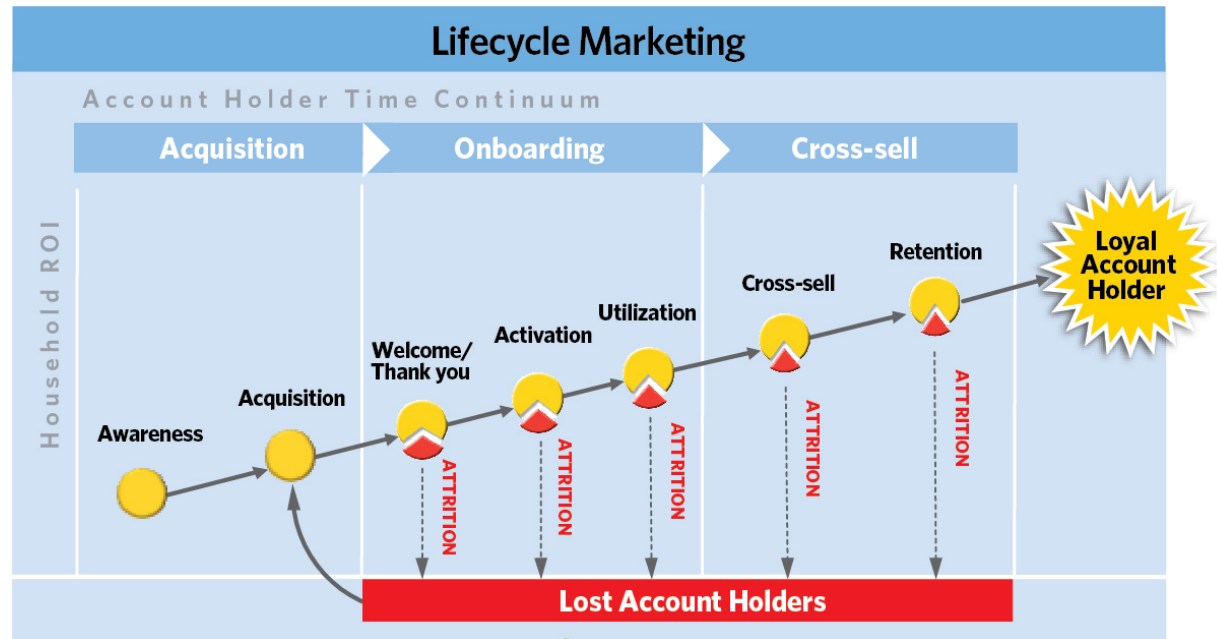 Lifecycle Marketing
Account Holder Time Continuum
Acquisition
Onboarding
Cross-sell
Household ROI
Awareness
Acquisition
Welcome/
Thank you
Activation
Utilization
Cross-sell
Retention
Loyal
Account
Holder
ATTRITION
ATTRITION
ATTRITION
ATTRITION
ATTRITION
Lost Account Holders